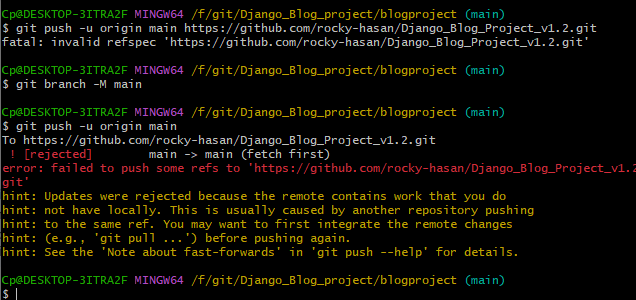 Cp@DESKTOP-3ITRA2F MINGW64 /f/git/Django_Blog_project/blogproject (main)
$ git push -u origin main https://github.com/rocky-hasan/Django_Blog_Project_v1.2.git
fatal: invalid refspec 'https://github.com/rocky-hasan/Django_Blog_Project_v1.2.git'
Cp@DESKTOP-3ITRA2F MINGW64 /f/git/Django_Blog_project/blogproject (main)
$ git branch -M main
Cp@DESKTOP-3ITRA2F MINGW64 /f/git/Django_Blog_project/blogproject (main)
$ git push -u origin main
To https://github.com/rocky-hasan/Django_Blog_Project_v1.2.git
! [rejected] main -> main (fetch first)
error: failed to push some refs to 'https://github.com/rocky-hasan/Django_Blog_Project_v1.2.
git'
hint: Updates were rejected because the remote contains work that you do
hint: not have locally. This is usually caused by another repository pushing
hint: to the same ref. You may want to first integrate the remote changes
hint: (e.g., 'git pull ...') before pushing again.
hint: See the 'Note about fast-forwards' in 'git push --help' for details.
Cp@DESKTOP-3ITRA2F MINGW64 /f/git/Django_Blog_project/blogproject (main)
$